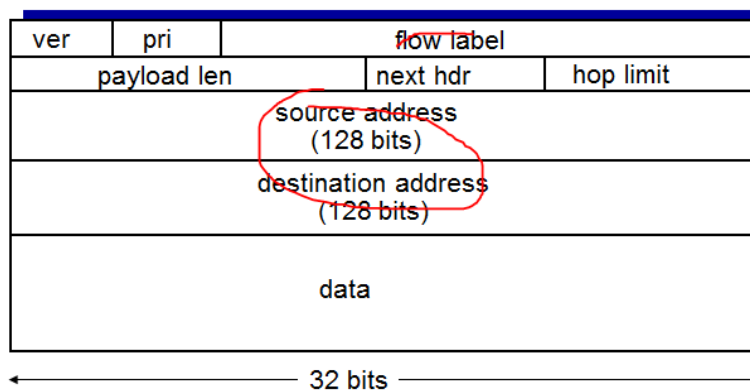 ver pri flow label
payload len next hdr hop limit
source address
(128 bits)
destination address
(128 bits)
data
32 bits